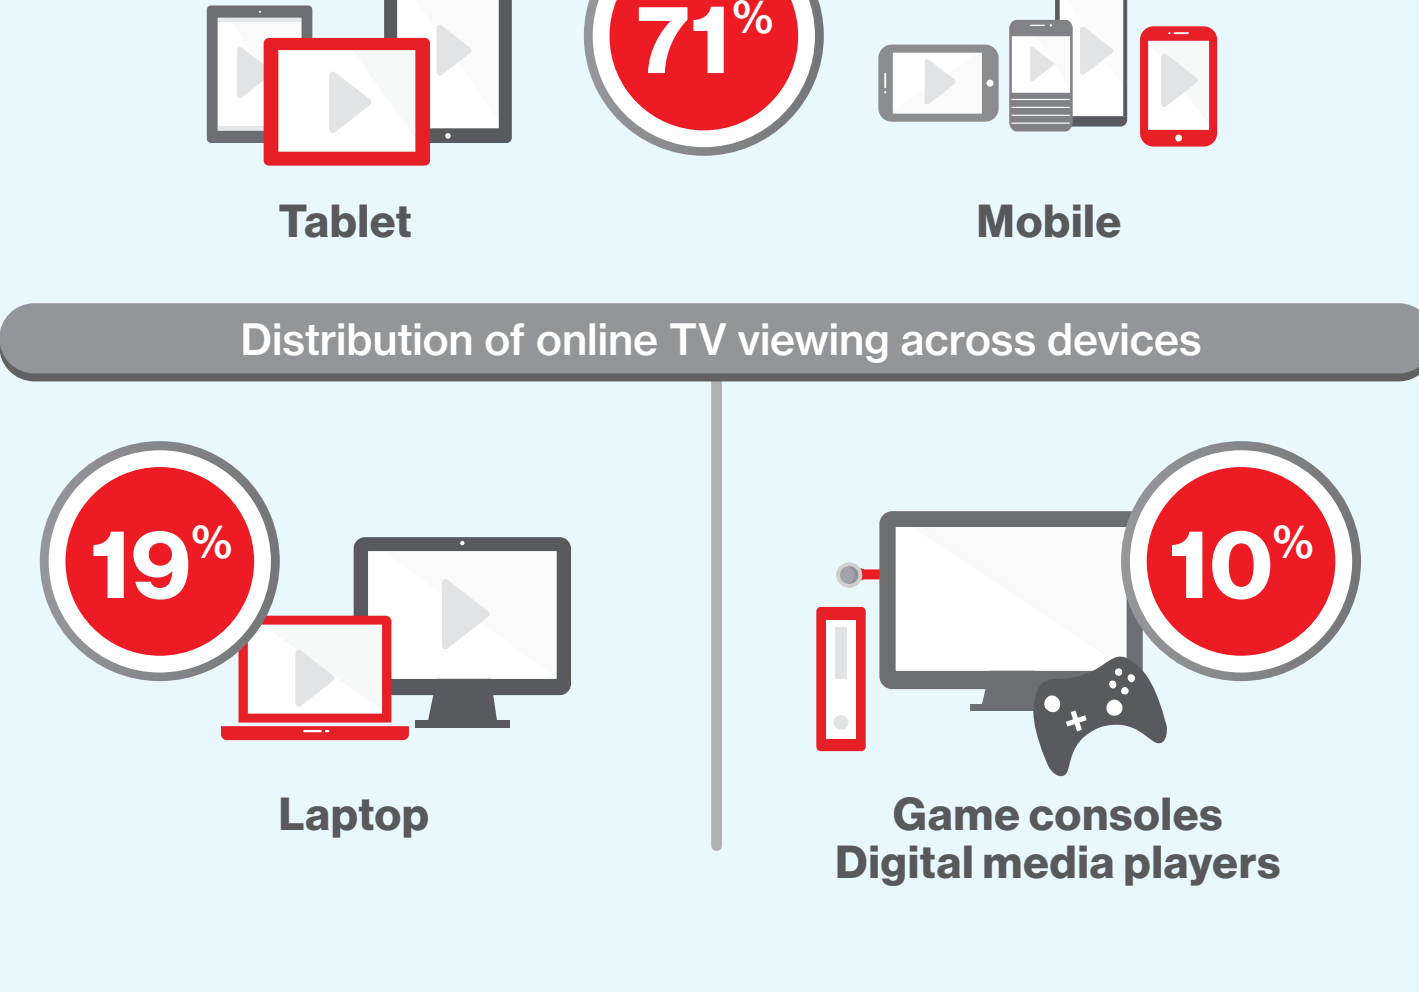 71%
Tablet
Mobile
Distribution of online TV viewing across devices
19%
10%
Laptop
Game consoles
Digital media players